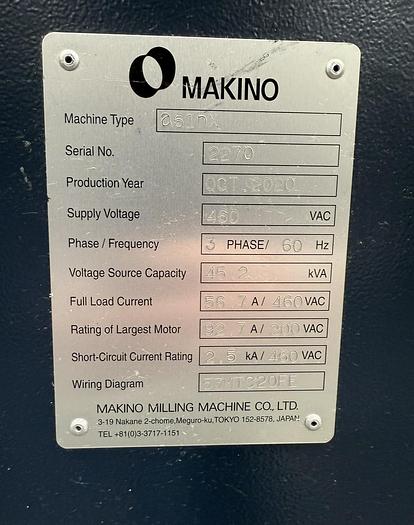 MAKINO
Machine Type a61nx
Serial No. 2270
Production Year OCT.2020
Supply Voltage 460 VAC
Phase / Frequency 3 PHASE/ 60 Hz
Voltage Source Capacity 45.2 kVA
Full Load Current 56.7 A/ 460 VAC
Rating of Largest Motor 92.7 A/ 200 VAC
Short-Circuit Current Rating 2.5 kA/ 460 VAC
Wiring Diagram
MAKINO MILLING MACHINE CO., LTD.
3-19 Nakane 2-chome,Meguro-ku,TOKYO 152-8578, JAPAN
TEL +81(0)3-3717-1151